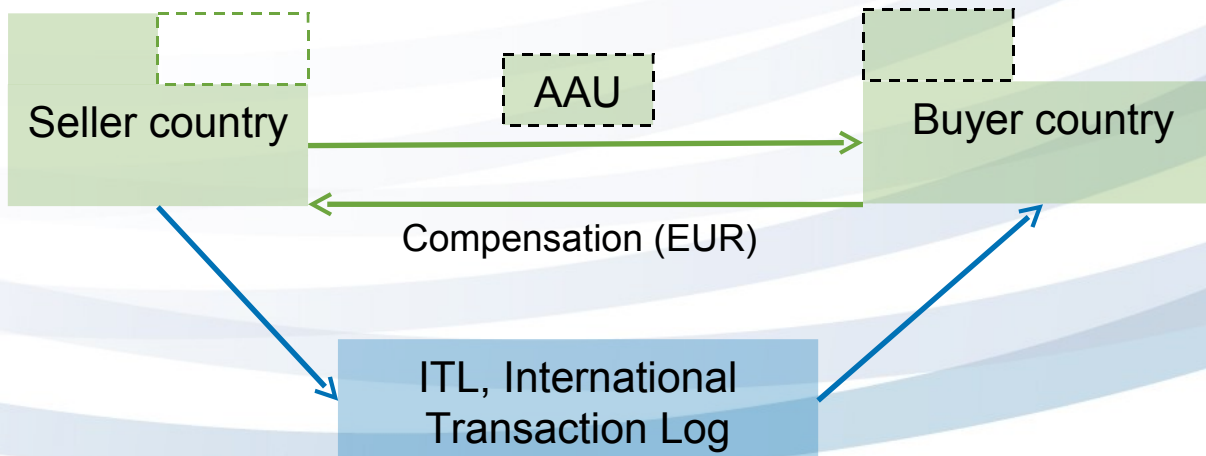 AAU
Seller country
Buyer country
Compensation (EUR)
ITL, International
Transaction Log